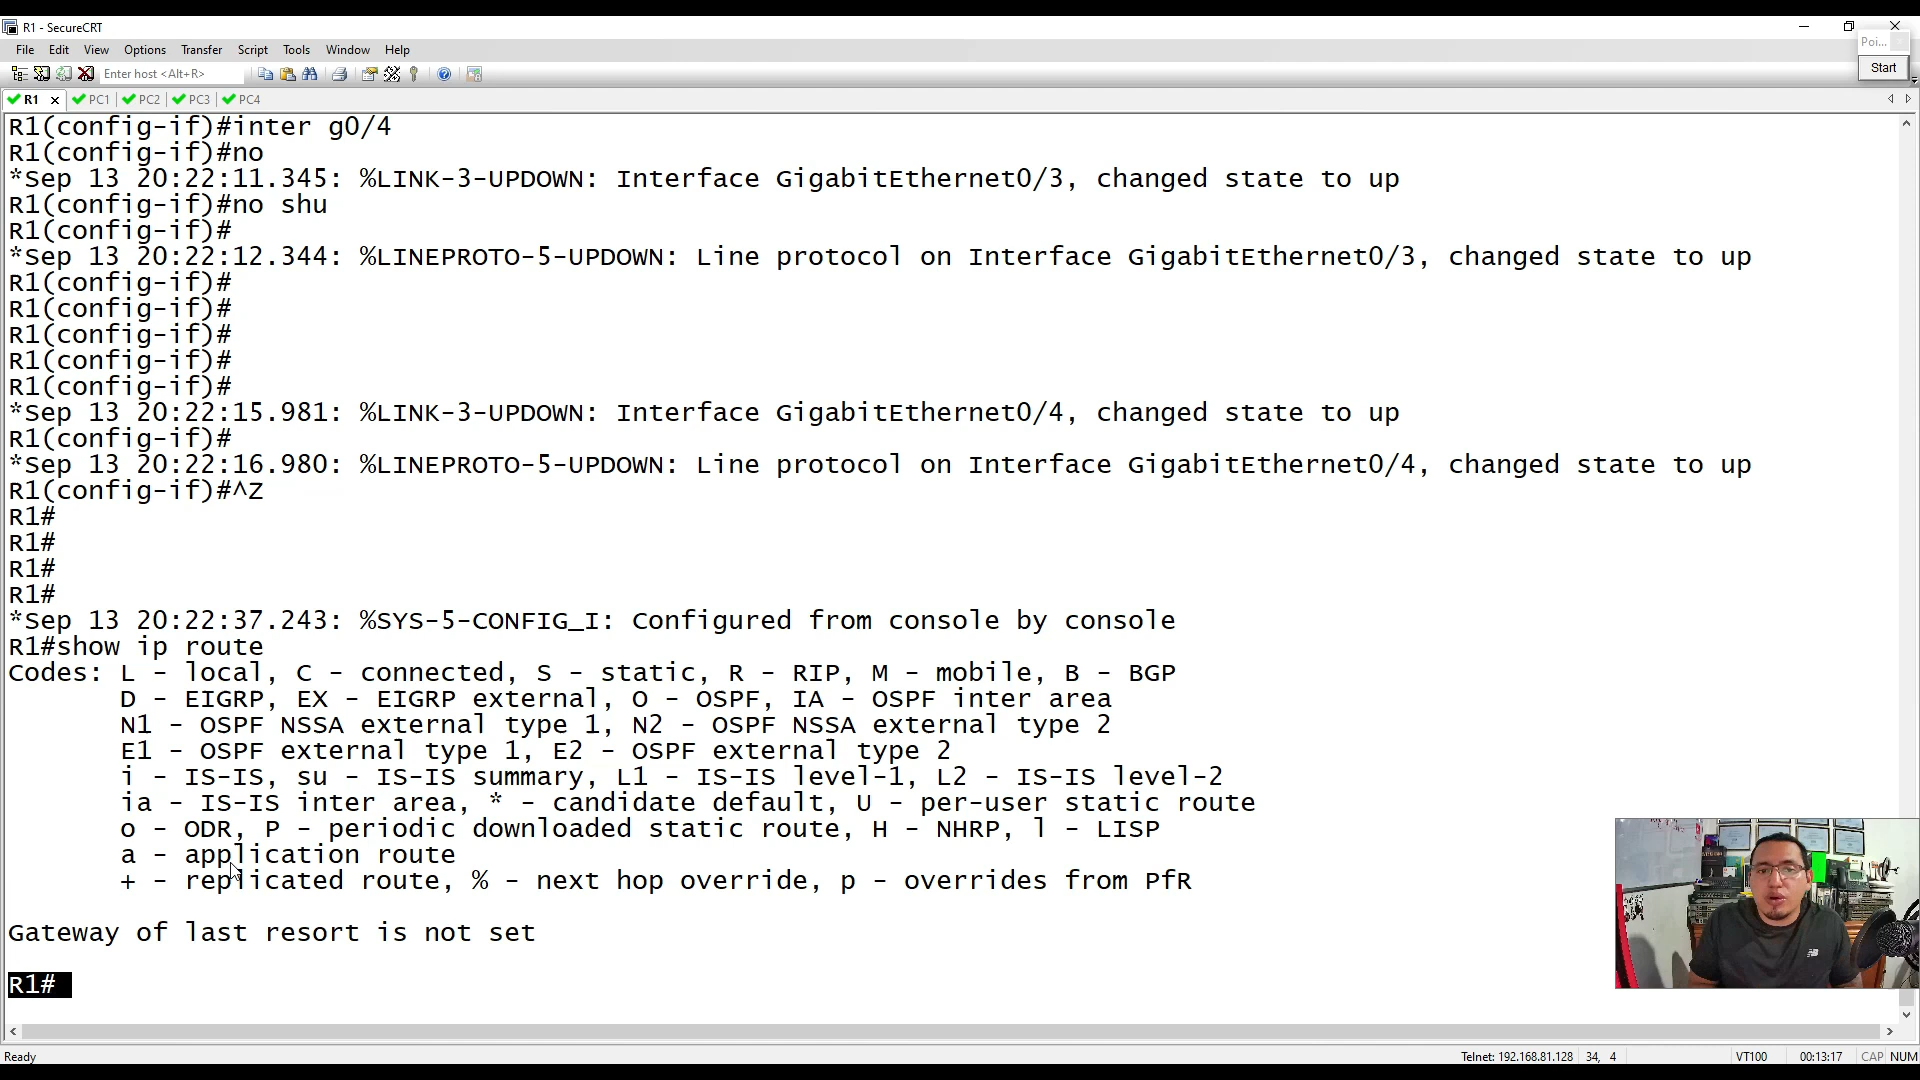 R1 - SecureCRT
Poi...
File Edit View Options Transfer Script Tools Window Help
Start
Enter host <Alt+R>
R1 PC1 PC2 PC3 PC4
R1(config-if)#inter g0/4
R1(config-if)#no
*Sep 13 20:22:11.345: %LINK-3-UPDOWN: Interface GigabitEthernet0/3, changed state to up
R1(config-if)#no shu
R1(config-if)#
*Sep 13 20:22:12.344: %LINEPROTO-5-UPDOWN: Line protocol on Interface GigabitEthernet0/3, changed state to up
R1(config-if)#
R1(config-if)#
R1(config-if)#
R1(config-if)#
R1(config-if)#
*Sep 13 20:22:15.981: %LINK-3-UPDOWN: Interface GigabitEthernet0/4, changed state to up
R1(config-if)#
*Sep 13 20:22:16.980: %LINEPROTO-5-UPDOWN: Line protocol on Interface GigabitEthernet0/4, changed state to up
R1(config-if)#^Z
R1#
R1#
R1#
R1#
*Sep 13 20:22:37.243: %SYS-5-CONFIG_I: Configured from console by console
R1#show ip route
Codes: L - local, C - connected, S - static, R - RIP, M - mobile, B - BGP
D - EIGRP, EX - EIGRP external, O - OSPF, IA - OSPF inter area
N1 - OSPF NSSA external type 1, N2 - OSPF NSSA external type 2
E1 - OSPF external type 1, E2 - OSPF external type 2
i - IS-IS, su - IS-IS summary, L1 - IS-IS level-1, L2 - IS-IS level-2
ia - IS-IS inter area, * - candidate default, U - per-user static route
o - ODR, P - periodic downloaded static route, H - NHRP, l - LISP
a - application route
+ - replicated route, % - next hop override, p - overrides from PfR
Gateway of last resort is not set
R1#
Ready Telnet: 192.168.81.128 34, 4 VT100 00:13:17 CAP NUM